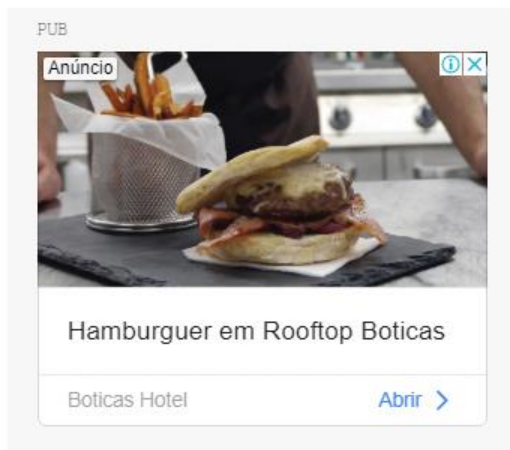 PUB
Anúncio
Hamburguer em Rooftop Boticas
Boticas Hotel
Abrir